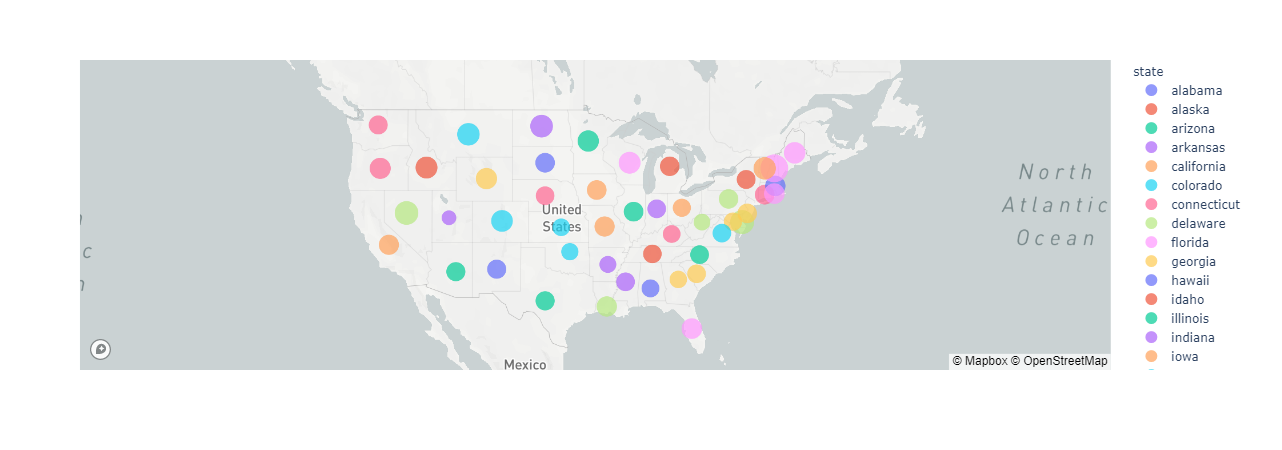 state
alabama
alaska
arizona
arkansas
california
colorado
connecticut
delaware
florida
georgia
hawaii
idaho
illinois
indiana
iowa
North
Atlantic
Ocean
United
States
Mexico
c
© Mapbox © OpenStreetMap